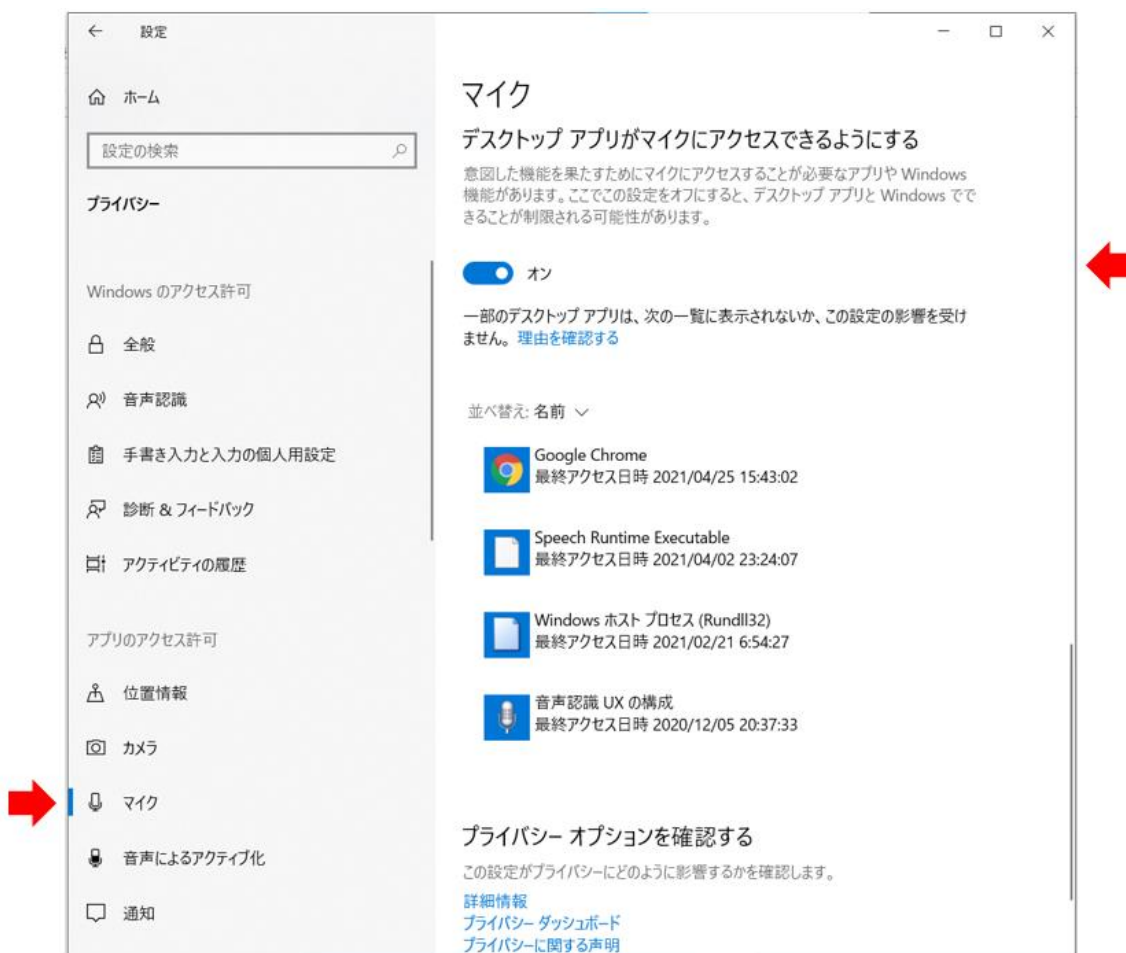 設定
ホーム
設定の検索
プライバシー
Windows のアクセス許可
全般
音声認識
手書き入力と入力の個人用設定
診断 & フィードバック
アクティビティの履歴
アプリのアクセス許可
位置情報
カメラ
マイク
音声によるアクティブ化
通知
マイク
デスクトップ アプリがマイクにアクセスできるようにする
意図した機能を果たすためにマイクにアクセスすることが必要なアプリや Windows
機能があります。ここでこの設定をオフにすると、デスクトップ アプリと Windows でで
きることが制限される可能性があります。
オン
一部のデスクトップ アプリは、次の一覧に表示されないか、この設定の影響を受け
ません。 理由を確認する
並べ替え: 名前
Google Chrome
最終アクセス日時 2021/04/25 15:43:02
Speech Runtime Executable
最終アクセス日時 2021/04/02 23:24:07
Windows ホスト プロセス (Rundll32)
最終アクセス日時 2021/02/21 6:54:27
音声認識 UX の構成
最終アクセス日時 2020/12/05 20:37:33
プライバシー オプションを確認する
この設定がプライバシーにどのように影響するかを確認します。
詳細情報
プライバシー ダッシュボード
プライバシーに関する声明